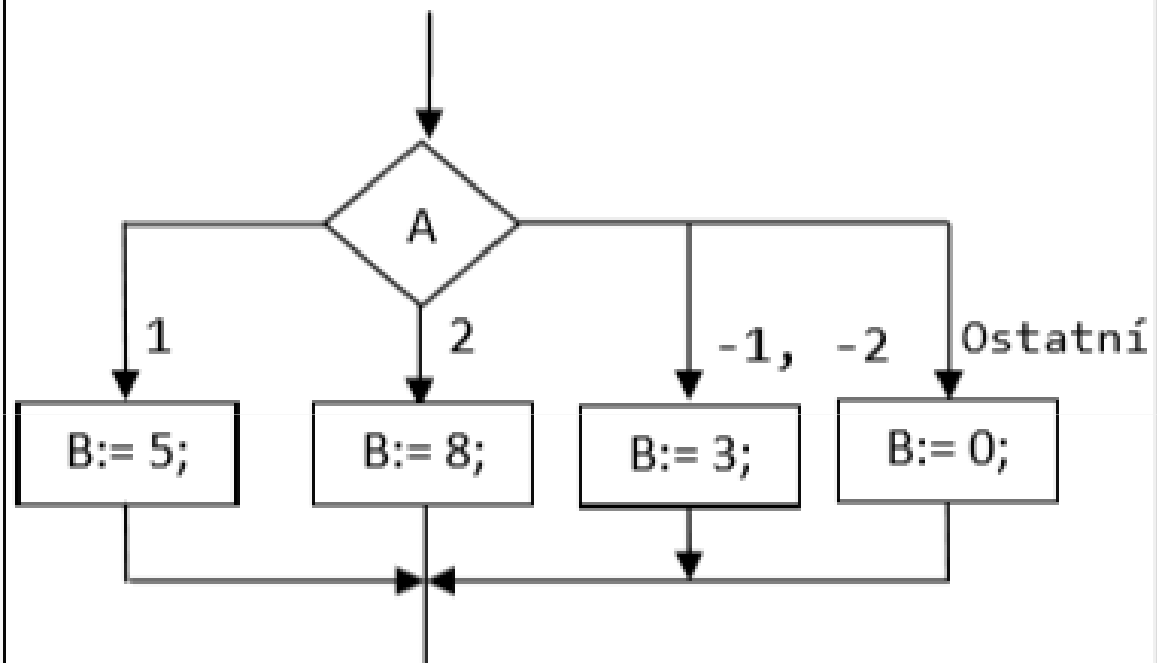 A
1
2
-1, -2
Ostatní
B:= 5;
B:= 8;
B:= 3;
B:= 0;